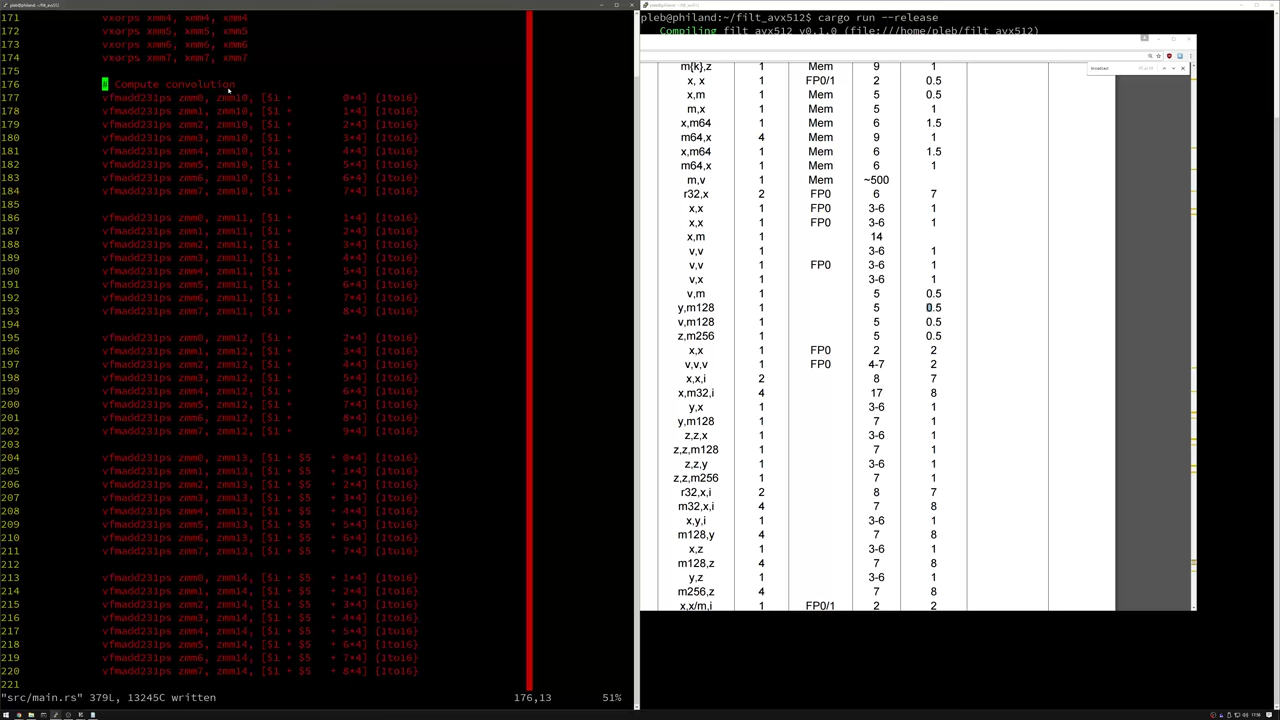 pleb@philand: ~/filt_avx512
171 vxorps xmm4, xmm4, xmm4
172 vxorps xmm5, xmm5, xmm5
173 vxorps xmm6, xmm6, xmm6
174 vxorps xmm7, xmm7, xmm7
175
176 # Compute convolution
177 vfmadd231ps zmm0, zmm10, [$1 + 0*4] {1to16}
178 vfmadd231ps zmm1, zmm10, [$1 + 1*4] {1to16}
179 vfmadd231ps zmm2, zmm10, [$1 + 2*4] {1to16}
180 vfmadd231ps zmm3, zmm10, [$1 + 3*4] {1to16}
181 vfmadd231ps zmm4, zmm10, [$1 + 4*4] {1to16}
182 vfmadd231ps zmm5, zmm10, [$1 + 5*4] {1to16}
183 vfmadd231ps zmm6, zmm10, [$1 + 6*4] {1to16}
184 vfmadd231ps zmm7, zmm10, [$1 + 7*4] {1to16}
185
186 vfmadd231ps zmm0, zmm11, [$1 + 1*4] {1to16}
187 vfmadd231ps zmm1, zmm11, [$1 + 2*4] {1to16}
188 vfmadd231ps zmm2, zmm11, [$1 + 3*4] {1to16}
189 vfmadd231ps zmm3, zmm11, [$1 + 4*4] {1to16}
190 vfmadd231ps zmm4, zmm11, [$1 + 5*4] {1to16}
191 vfmadd231ps zmm5, zmm11, [$1 + 6*4] {1to16}
192 vfmadd231ps zmm6, zmm11, [$1 + 7*4] {1to16}
193 vfmadd231ps zmm7, zmm11, [$1 + 8*4] {1to16}
194
195 vfmadd231ps zmm0, zmm12, [$1 + 2*4] {1to16}
196 vfmadd231ps zmm1, zmm12, [$1 + 3*4] {1to16}
197 vfmadd231ps zmm2, zmm12, [$1 + 4*4] {1to16}
198 vfmadd231ps zmm3, zmm12, [$1 + 5*4] {1to16}
199 vfmadd231ps zmm4, zmm12, [$1 + 6*4] {1to16}
200 vfmadd231ps zmm5, zmm12, [$1 + 7*4] {1to16}
201 vfmadd231ps zmm6, zmm12, [$1 + 8*4] {1to16}
202 vfmadd231ps zmm7, zmm12, [$1 + 9*4] {1to16}
203
204 vfmadd231ps zmm0, zmm13, [$1 + $5 + 0*4] {1to16}
205 vfmadd231ps zmm1, zmm13, [$1 + $5 + 1*4] {1to16}
206 vfmadd231ps zmm2, zmm13, [$1 + $5 + 2*4] {1to16}
207 vfmadd231ps zmm3, zmm13, [$1 + $5 + 3*4] {1to16}
208 vfmadd231ps zmm4, zmm13, [$1 + $5 + 4*4] {1to16}
209 vfmadd231ps zmm5, zmm13, [$1 + $5 + 5*4] {1to16}
210 vfmadd231ps zmm6, zmm13, [$1 + $5 + 6*4] {1to16}
211 vfmadd231ps zmm7, zmm13, [$1 + $5 + 7*4] {1to16}
212
213 vfmadd231ps zmm0, zmm14, [$1 + $5 + 1*4] {1to16}
214 vfmadd231ps zmm1, zmm14, [$1 + $5 + 2*4] {1to16}
215 vfmadd231ps zmm2, zmm14, [$1 + $5 + 3*4] {1to16}
216 vfmadd231ps zmm3, zmm14, [$1 + $5 + 4*4] {1to16}
217 vfmadd231ps zmm4, zmm14, [$1 + $5 + 5*4] {1to16}
218 vfmadd231ps zmm5, zmm14, [$1 + $5 + 6*4] {1to16}
219 vfmadd231ps zmm6, zmm14, [$1 + $5 + 7*4] {1to16}
220 vfmadd231ps zmm7, zmm14, [$1 + $5 + 8*4] {1to16}
221
"src/main.rs" 379L, 13245C written 176,13 51%
pleb@philand: ~/filt_avx512
pleb@philand:~/filt_avx512$ cargo run --release
Compiling filt_avx512 v0.1.0 (file:///home/pleb/filt_avx512)
broadcast
m{k},z 1 Mem 9 1
x, x 1 FP0/1 2 0.5
x,m 1 Mem 5 0.5
m,x 1 Mem 5 1
x,m64 1 Mem 6 1.5
m64,x 4 Mem 9 1
x,m64 1 Mem 6 1.5
m64,x 1 Mem 6 1
m,v 1 Mem ~500
r32,x 2 FP0 6 7
x,x 1 FP0 3-6 1
x,x 1 FP0 3-6 1
x,m 1 14
v,v 1 3-6 1
v,v 1 FP0 3-6 1
v,x 1 3-6 1
v,m 1 5 0.5
y,m128 1 5 0.5
v,m128 1 5 0.5
z,m256 1 5 0.5
x,x 1 FP0 2 2
v,v,v 1 FP0 4-7 2
x,x,i 2 8 7
x,m32,i 4 17 8
y,x 1 3-6 1
y,m128 1 7 1
z,z,x 1 3-6 1
z,z,m128 1 7 1
z,z,y 1 3-6 1
z,z,m256 1 7 1
r32,x,i 2 8 7
m32,x,i 4 7 8
x,y,i 1 3-6 1
m128,y 4 7 8
x,z 1 3-6 1
m128,z 4 7 8
y,z 1 3-6 1
m256,z 4 7 8
x,x/m,i 1 FP0/1 2 2